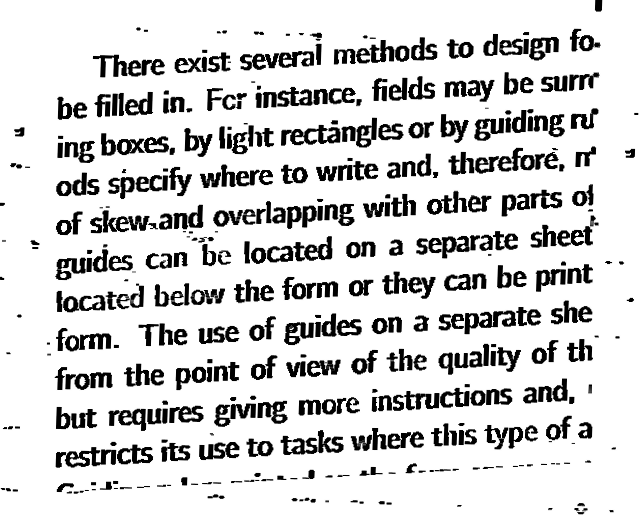 There exist several methods to design fo
be filled in. For instance, fields may be surr
ing boxes, by light rectangles or by guiding ru
ods specify where to write and, therefore, m
of skew and overlapping with other parts of
guides can be located on a separate sheet
located below the form or they can be print
form. The use of guides on a separate she
from the point of view of the quality of th
but requires giving more instructions and,
restricts its use to tasks where this type of a